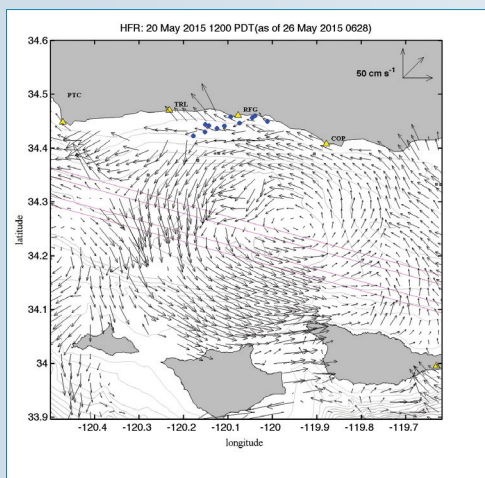 HFR: 20 May 2015 1200 PDT(as of 26 May 2015 0628)
34.6
50 cm s⁻¹
PTC
TRL
RFG
34.5
COP
34.4
34.3
latitude
34.2
34.1
34
33.9
-120.4 -120.3 -120.2 -120.1 -120 -119.9 -119.8 -119.7
longitude